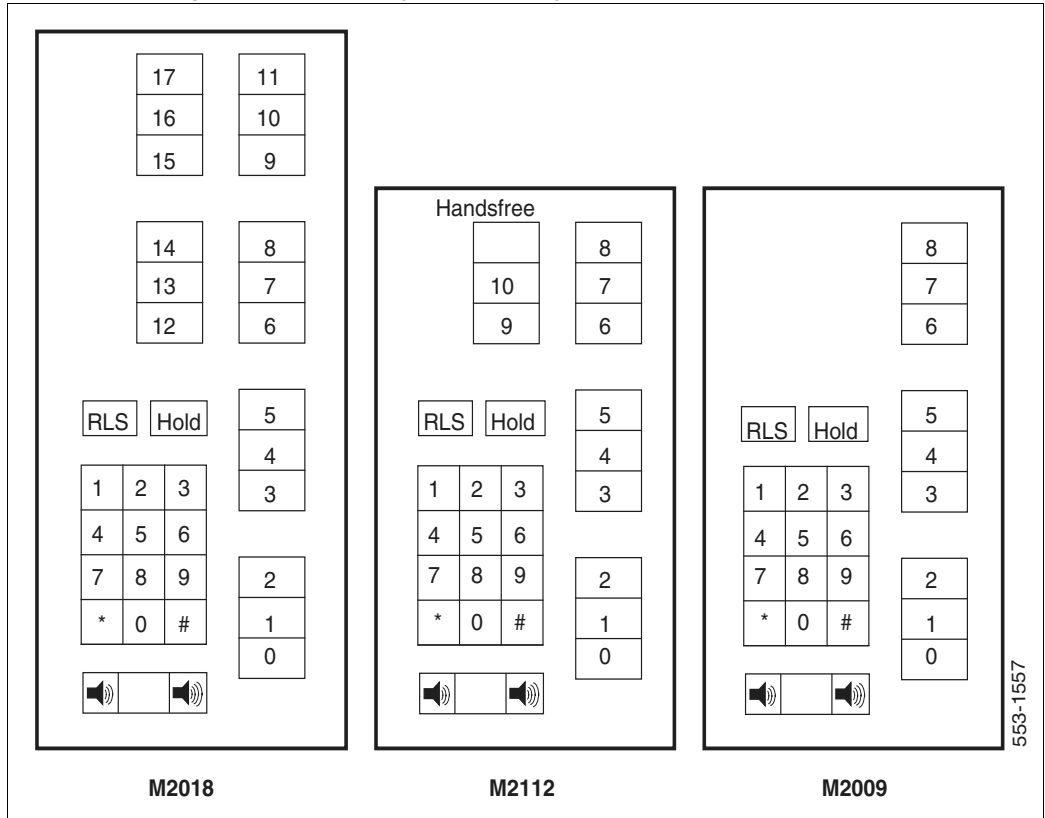 17 11
16 10
15 9
14 8
13 7
12 6
RLS Hold 5
4
1 2 3 3
4 5 6
7 8 9 2
* 0 # 1
0
M2018
Handsfree
8
10 7
9 6
RLS Hold 5
4
1 2 3 3
4 5 6
7 8 9 2
* 0 # 1
0
M2112
8
7
6
RLS Hold 5
4
1 2 3 3
4 5 6
7 8 9 2
* 0 # 1
0
M2009
553-1557